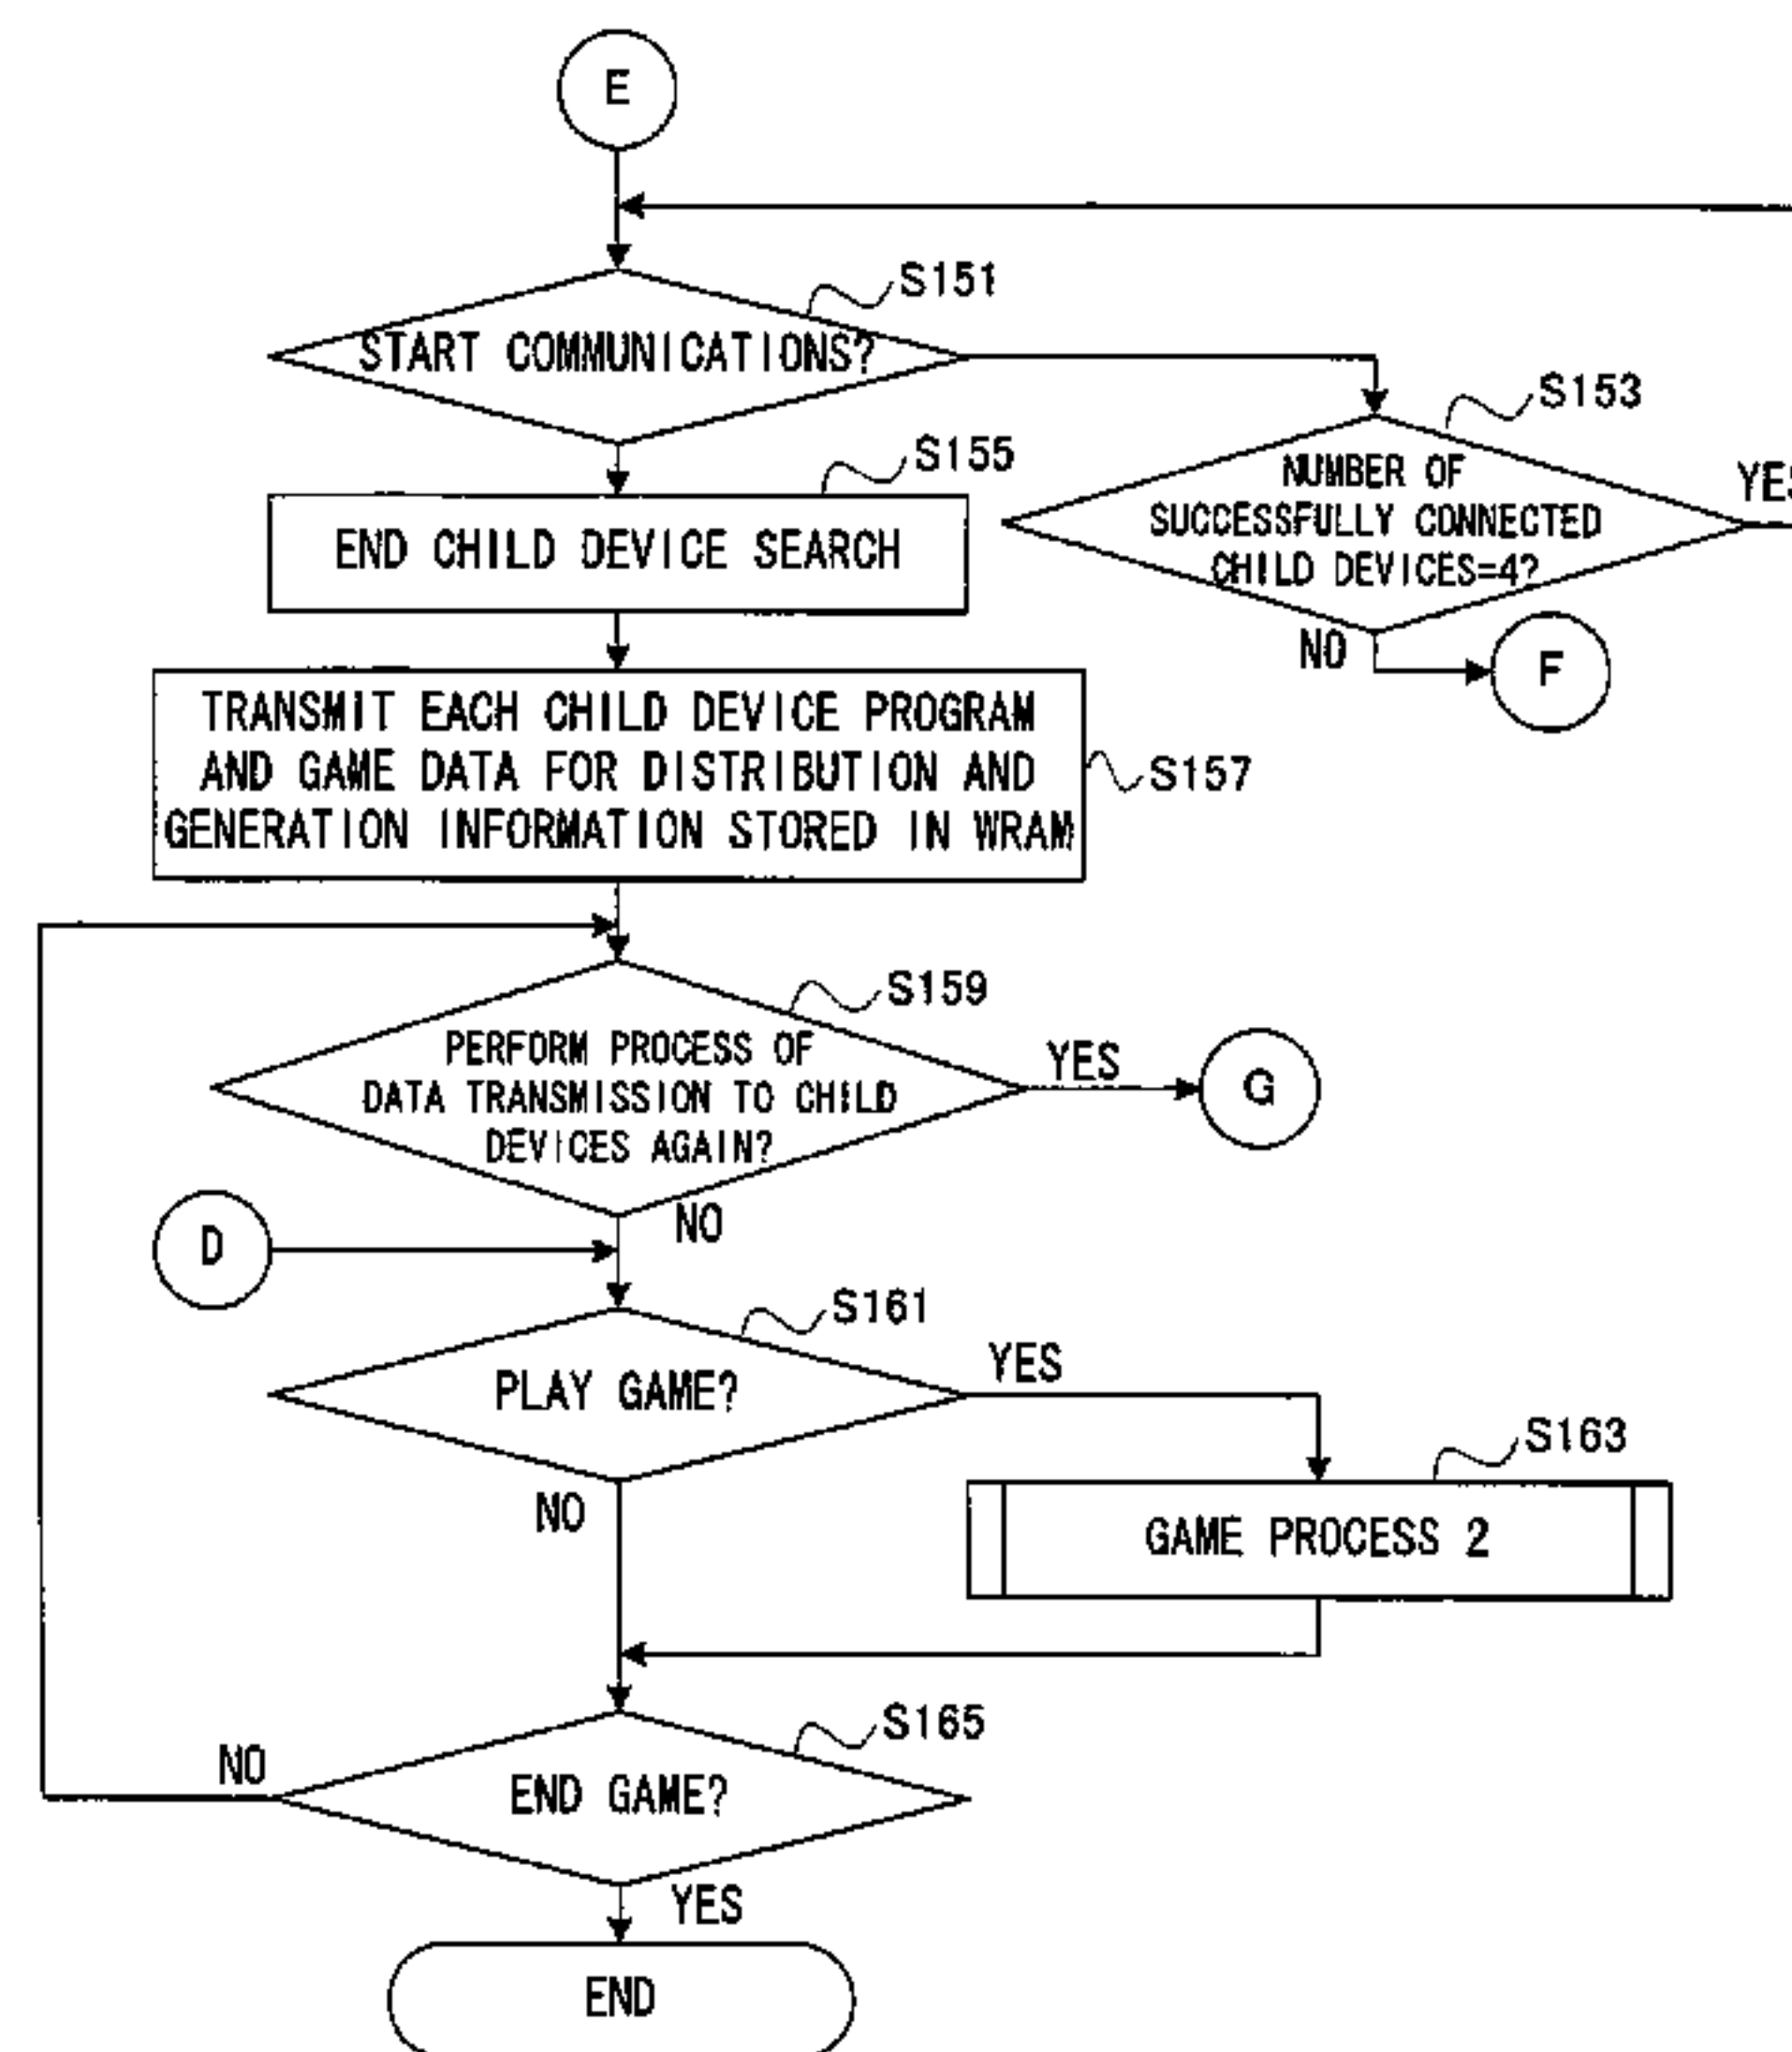 E
S151
START COMMUNICATIONS?
S153
NUMBER OF
SUCCESSFULLY CONNECTED
CHILD DEVICES=4?
YES
NO
F
S155
END CHILD DEVICE SEARCH
TRANSMIT EACH CHILD DEVICE PROGRAM
AND GAME DATA FOR DISTRIBUTION AND
GENERATION INFORMATION STORED IN WRAM
S157
S159
PERFORM PROCESS OF
DATA TRANSMISSION TO CHILD
DEVICES AGAIN?
YES
G
NO
D
S161
PLAY GAME?
YES
NO
S163
GAME PROCESS 2
S165
END GAME?
NO
YES
END